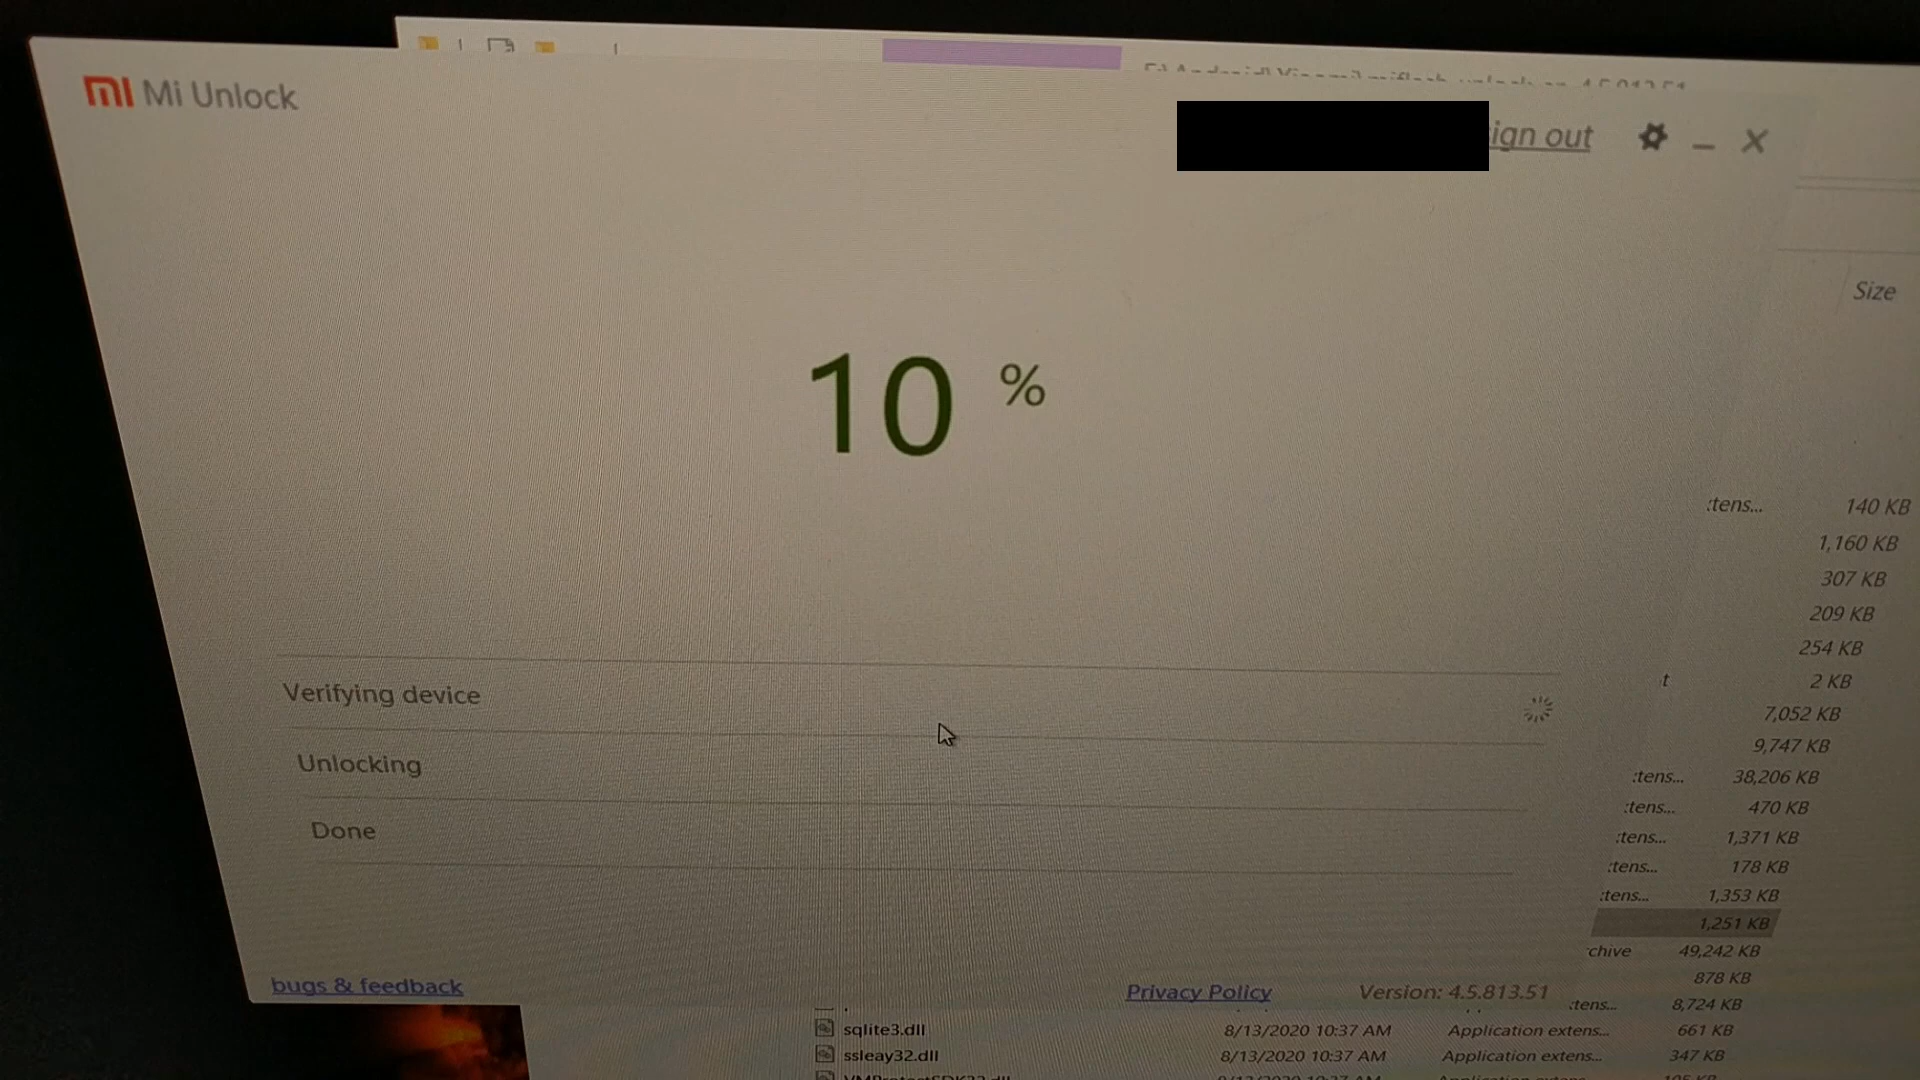 mi Mi Unlock
ign out
Size
10 %
:tens... 140 KB
1,160 KB
307 KB
209 KB
254 KB
t 2 KB
7,052 KB
9,747 KB
:tens... 38,206 KB
:tens... 470 KB
:tens... 1,371 KB
:tens... 178 KB
:tens... 1,353 KB
1,251 KB
chive 49,242 KB
878 KB
:tens... 8,724 KB
Verifying device
Unlocking
Done
bugs & feedback
Privacy Policy
Version: 4.5.813.51
sqlite3.dll 8/13/2020 10:37 AM Application extens... 661 KB
ssleay32.dll 8/13/2020 10:37 AM Application extens... 347 KB